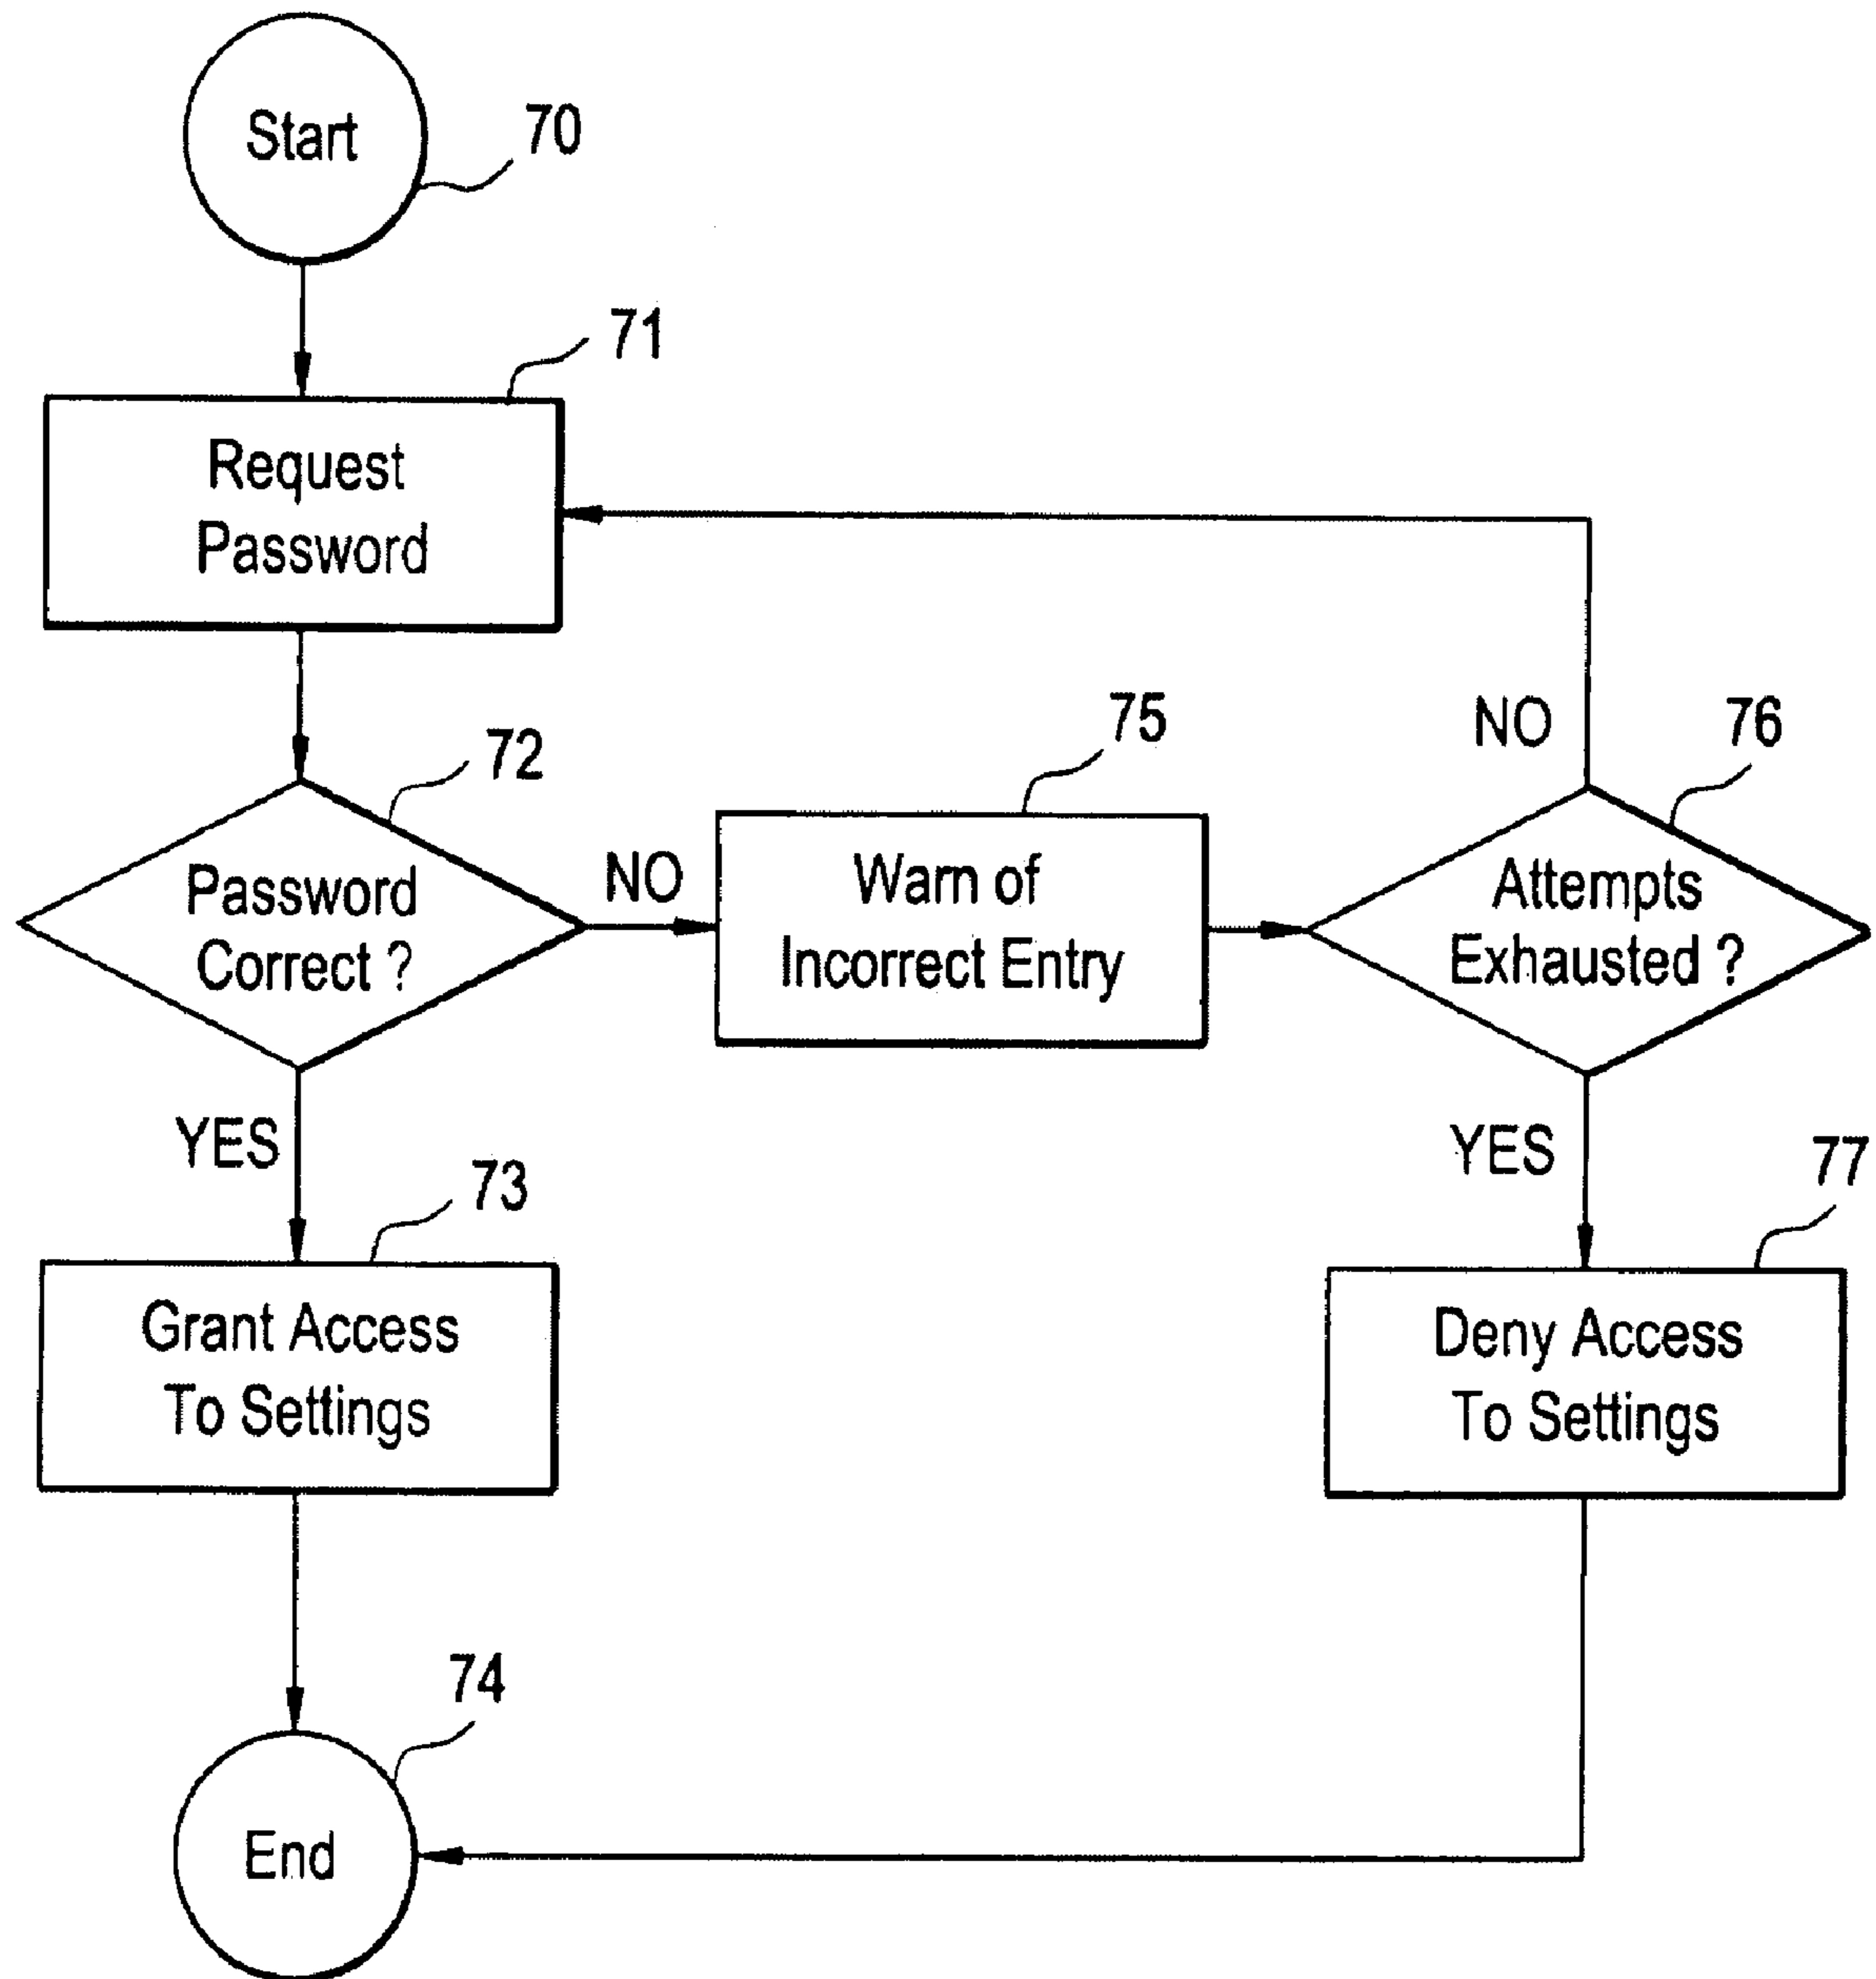 Start
70
71
Request
Password
72
Password
Correct ?
NO
75
Warn of
Incorrect Entry
NO
76
Attempts
Exhausted ?
YES
73
Grant Access
To Settings
YES
77
Deny Access
To Settings
74
End